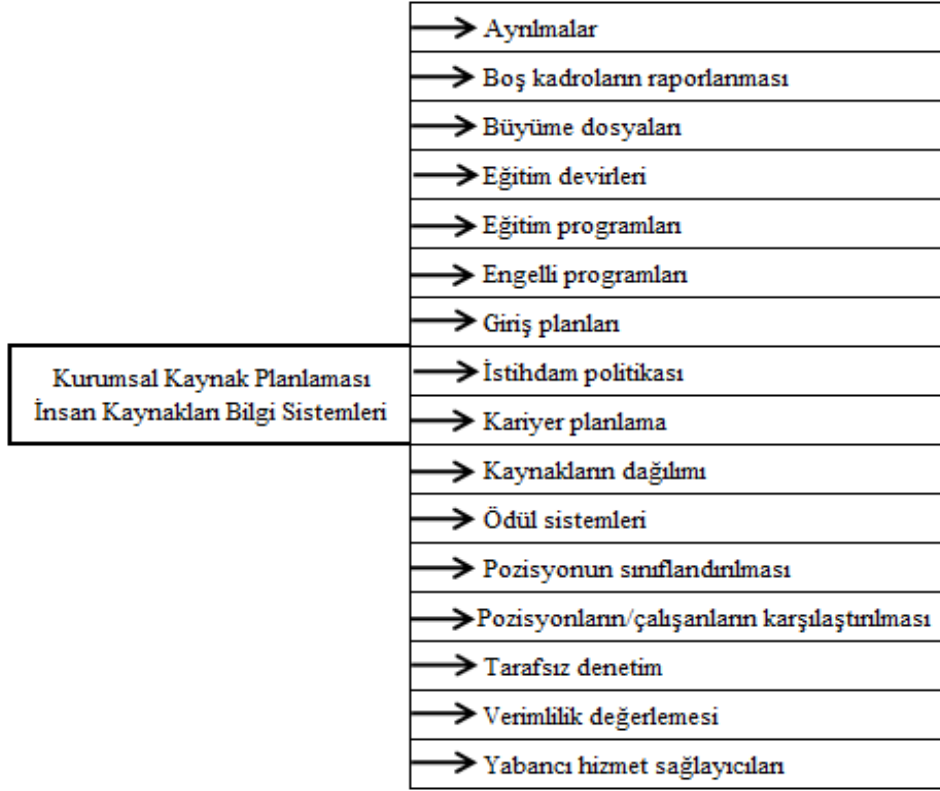 Ayrılmalar
Boş kadroların raporlanması
Büyüme dosyaları
Eğitim devirleri
Eğitim programları
Engelli programları
Giriş planları
Kurumsal Kaynak Planlaması
İnsan Kaynakları Bilgi Sistemleri
İstihdam politikası
Kariyer planlama
Kaynakların dağılımı
Ödül sistemleri
Pozisyonun sınıflandırılması
Pozisyonların/çalışanların karşılaştırılması
Tarafsız denetim
Verimlilik değerlemesi
Yabancı hizmet sağlayıcıları